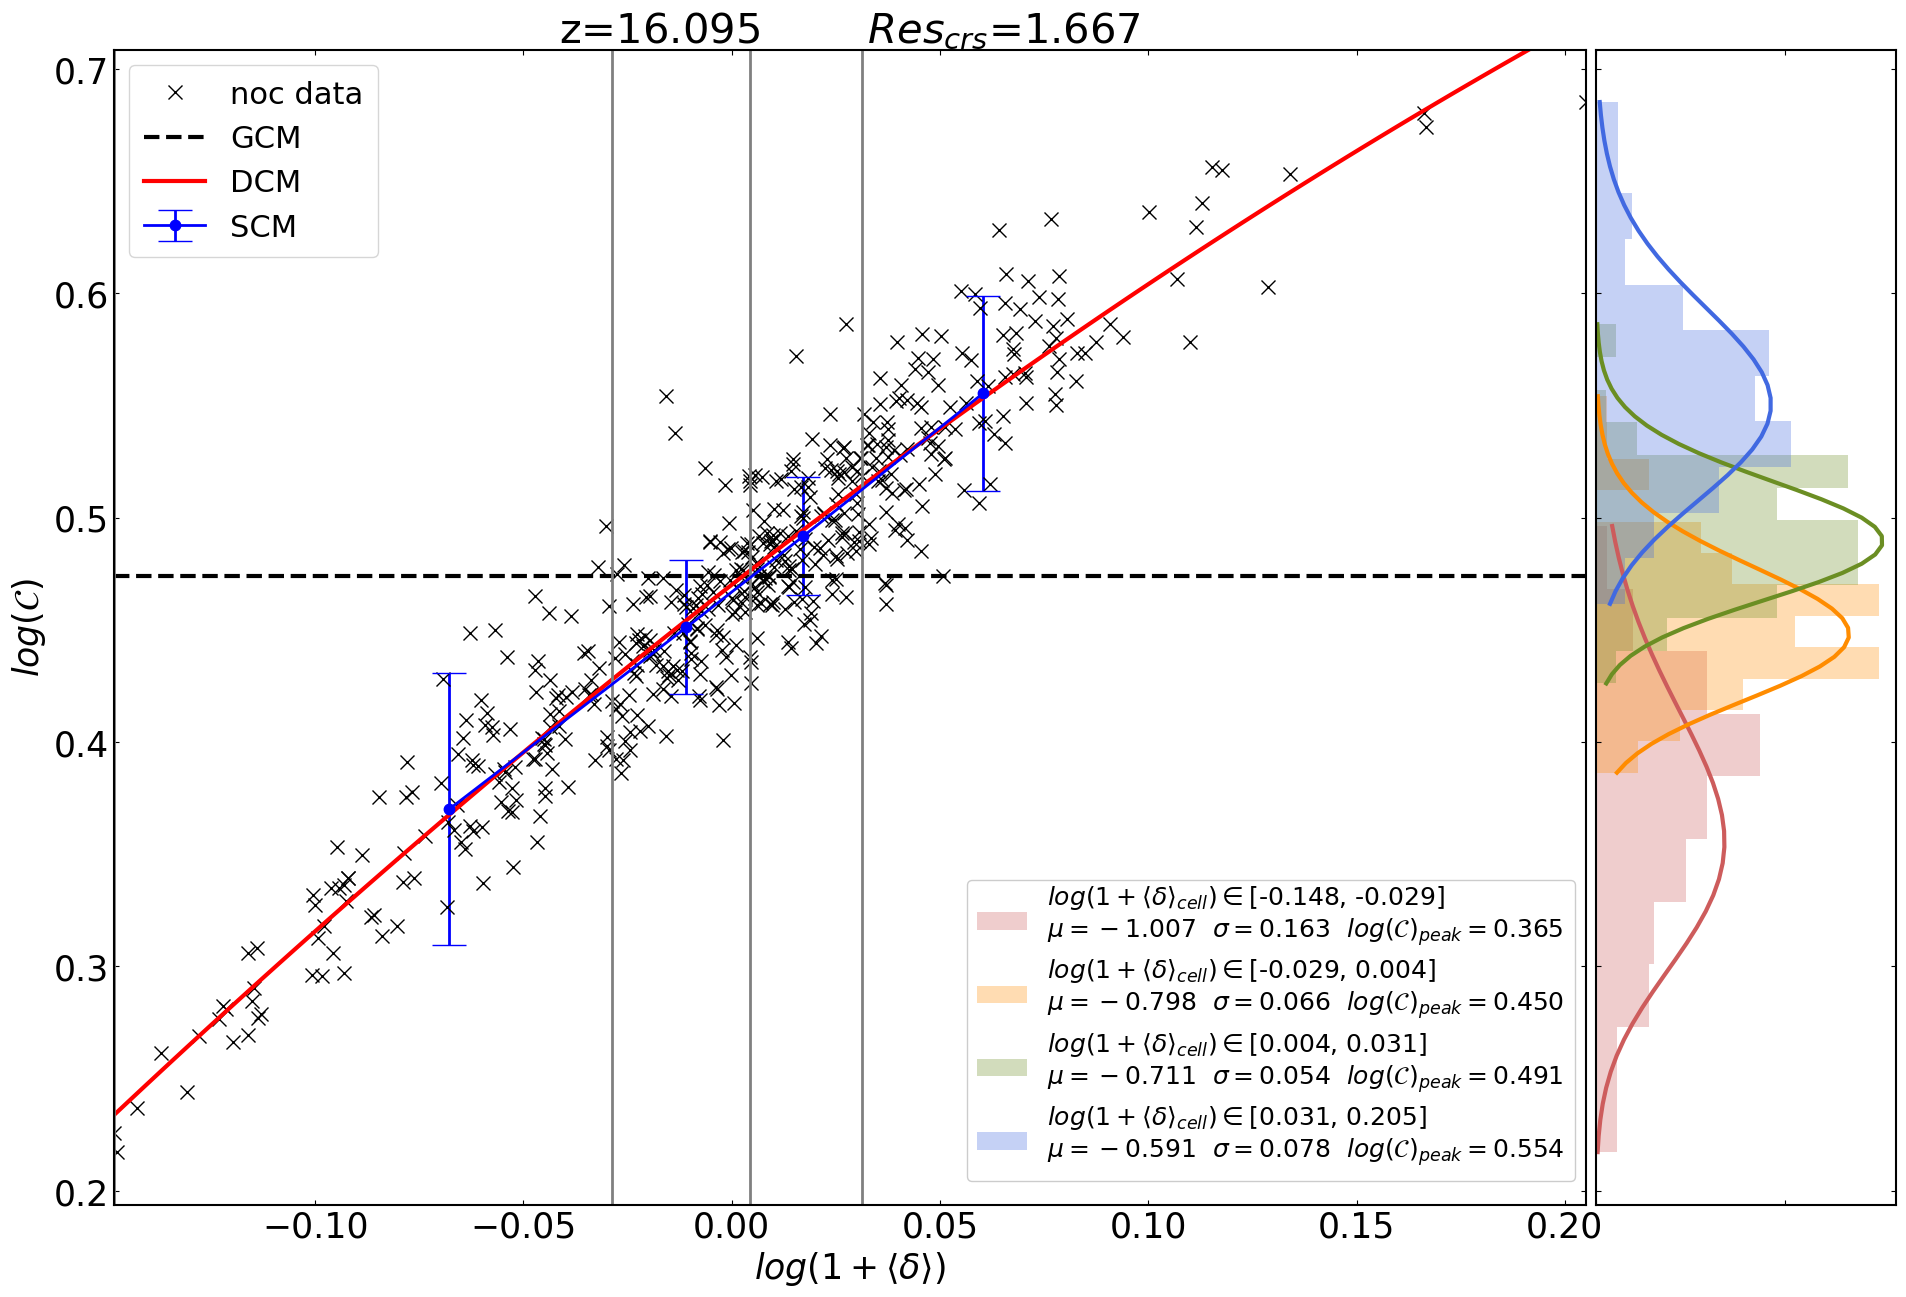 z=16.095 Res_crs=1.667
noc data
GCM
DCM
SCM
0.7
0.6
0.5
0.4
0.3
0.2
log(𝒞)
log(1 + ⟨δ⟩_cell) ∈ [-0.148, -0.029]
μ = −1.007 σ = 0.163 log(𝒞)_peak = 0.365
log(1 + ⟨δ⟩_cell) ∈ [-0.029, 0.004]
μ = −0.798 σ = 0.066 log(𝒞)_peak = 0.450
log(1 + ⟨δ⟩_cell) ∈ [0.004, 0.031]
μ = −0.711 σ = 0.054 log(𝒞)_peak = 0.491
log(1 + ⟨δ⟩_cell) ∈ [0.031, 0.205]
μ = −0.591 σ = 0.078 log(𝒞)_peak = 0.554
−0.10 −0.05 0.00 0.05 0.10 0.15 0.20
log(1 + ⟨δ⟩)